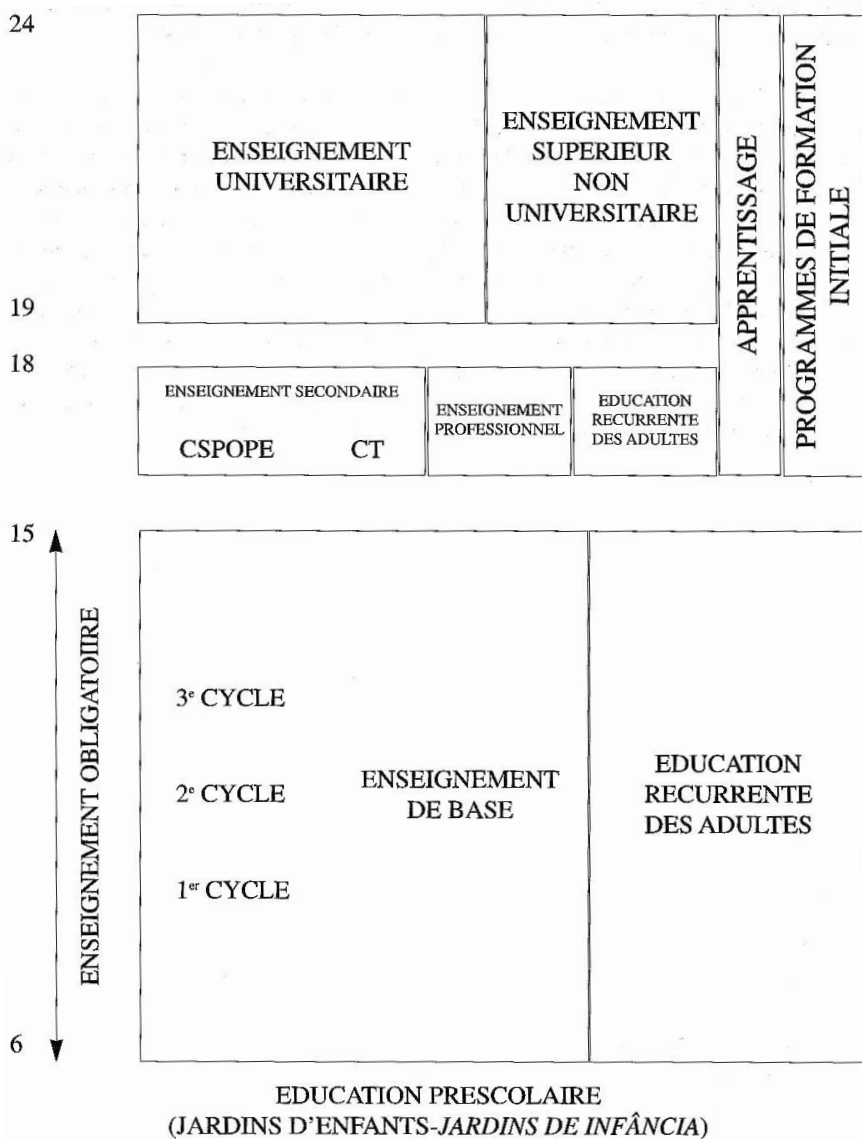 24
ENSEIGNEMENT
UNIVERSITAIRE
ENSEIGNEMENT
SUPERIEUR
NON
UNIVERSITAIRE
APPRENTISSAGE
PROGRAMMES DE FORMATION
INITIALE
19
18
ENSEIGNEMENT SECONDAIRE
CSPOPE CT
ENSEIGNEMENT
PROFESSIONNEL
EDUCATION
RECURRENTE
DES ADULTES
15
ENSEIGNEMENT OBLIGATOIIRE
3e CYCLE
2e CYCLE
1er CYCLE
ENSEIGNEMENT
DE BASE
EDUCATION
RECURRENTE
DES ADULTES
6
EDUCATION PRESCOLAIRE
(JARDINS D'ENFANTS-JARDINS DE INFÂNCIA)